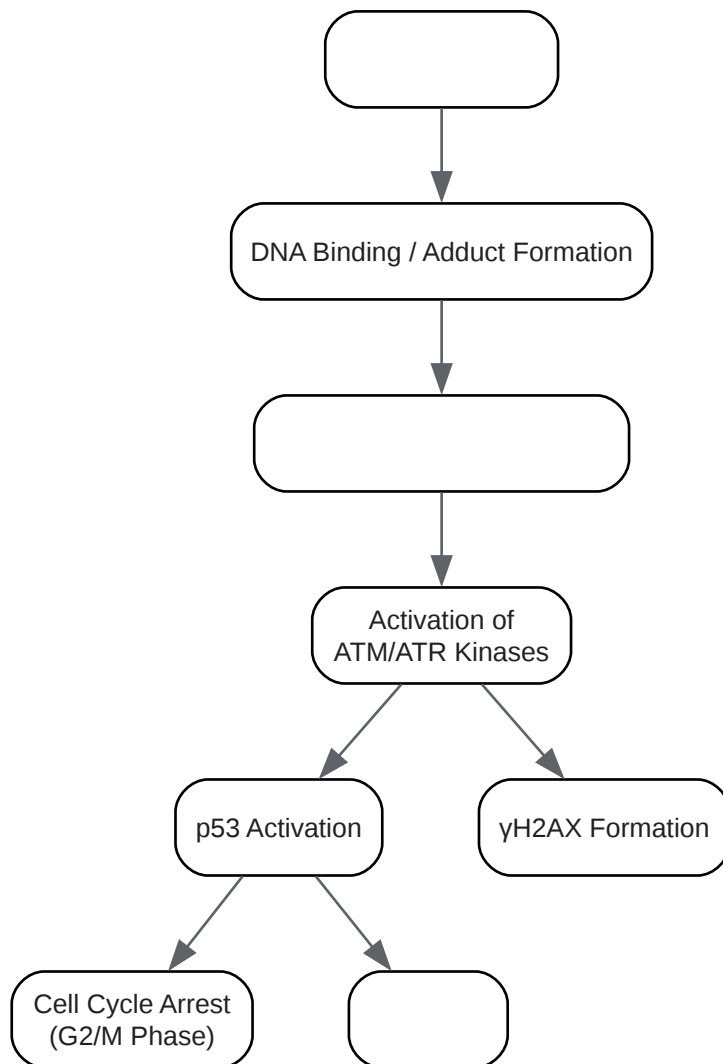 DNA Binding / Adduct Formation
Activation of
ATM/ATR Kinases
p53 Activation
γH2AX Formation
Cell Cycle Arrest
(G2/M Phase)